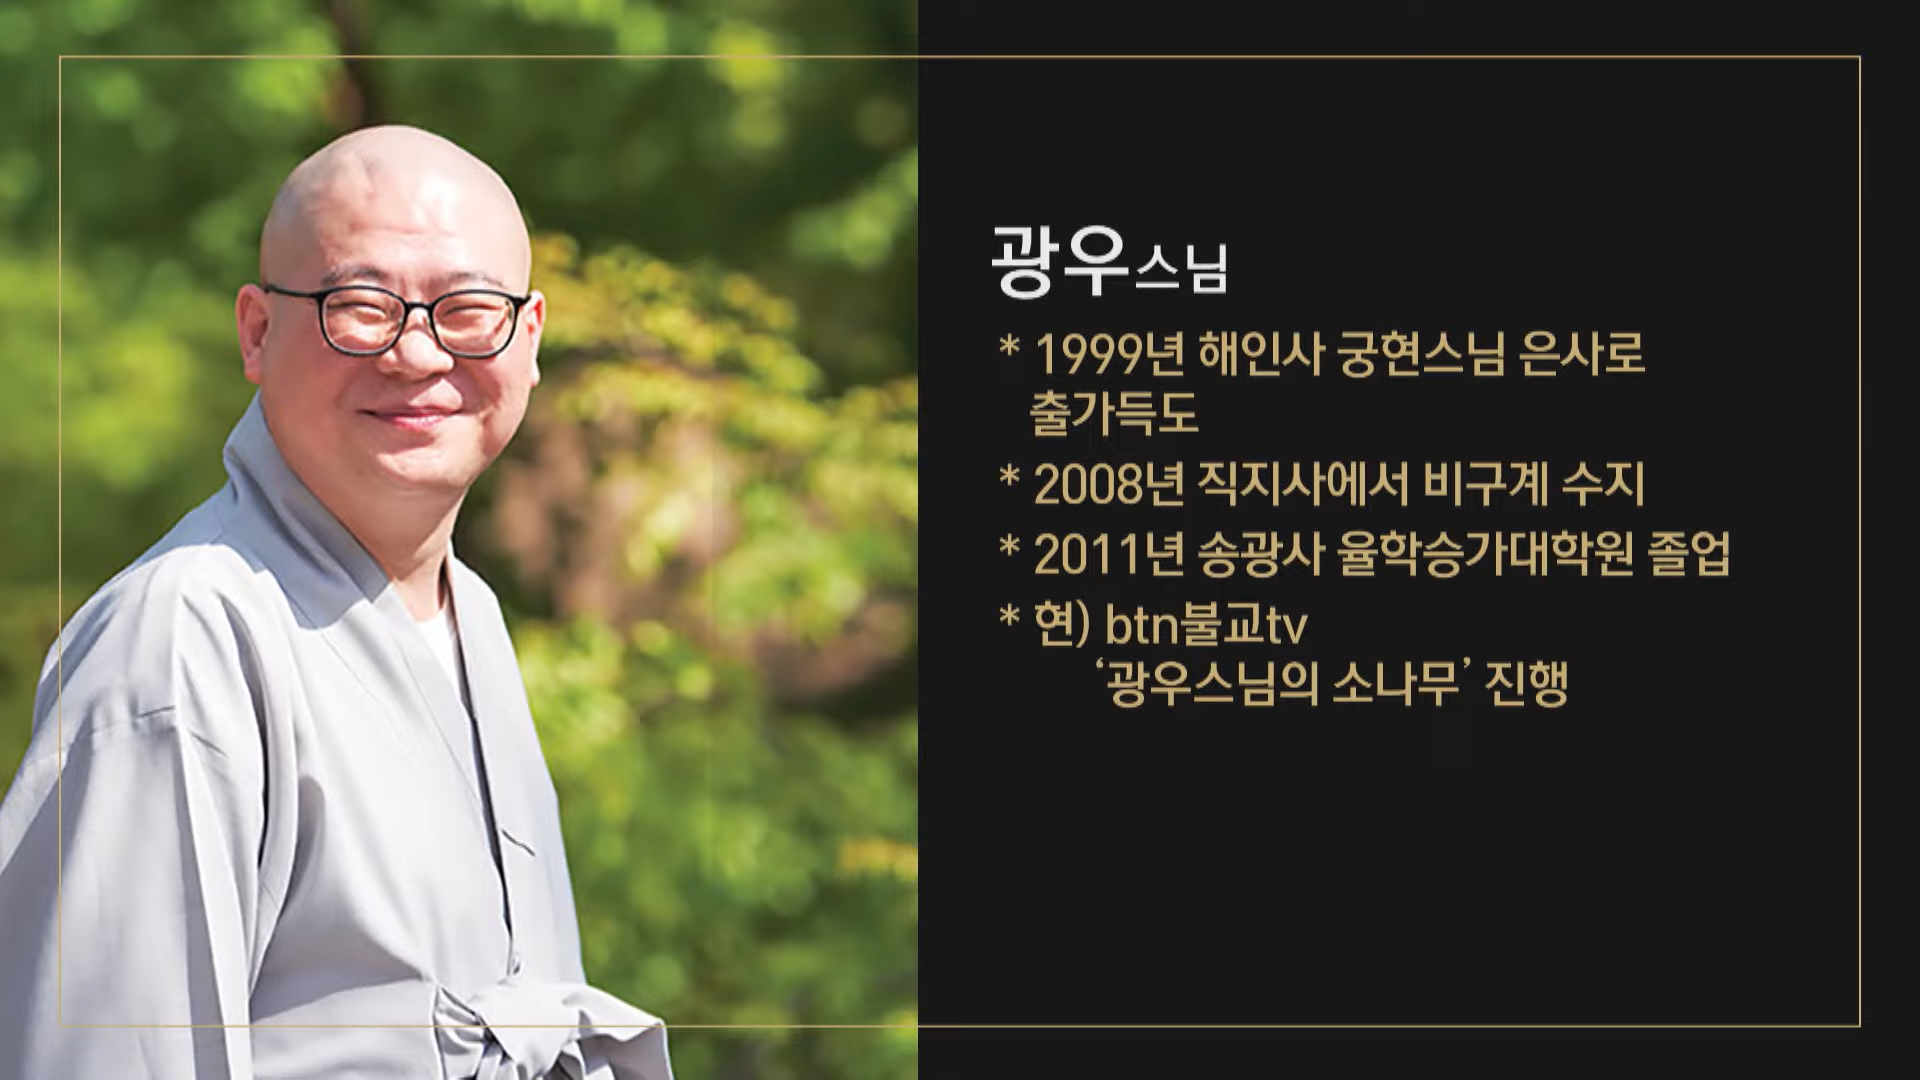 광우스님
* 1999년 해인사 궁현스님 은사로
출가득도
* 2008년 직지사에서 비구계 수지
* 2011년 송광사 율학승가대학원 졸업
* 현) btn불교tv
‘광우스님의 소나무’ 진행